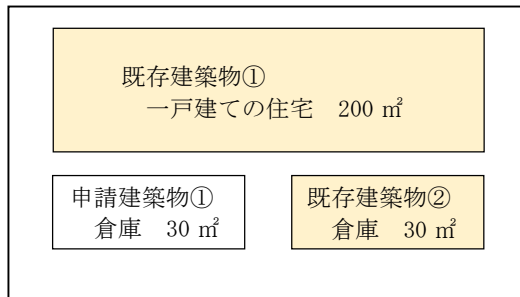 既存建築物①
一戸建ての住宅　200 ㎡
申請建築物①
倉庫　30 ㎡
既存建築物②
倉庫　30 ㎡